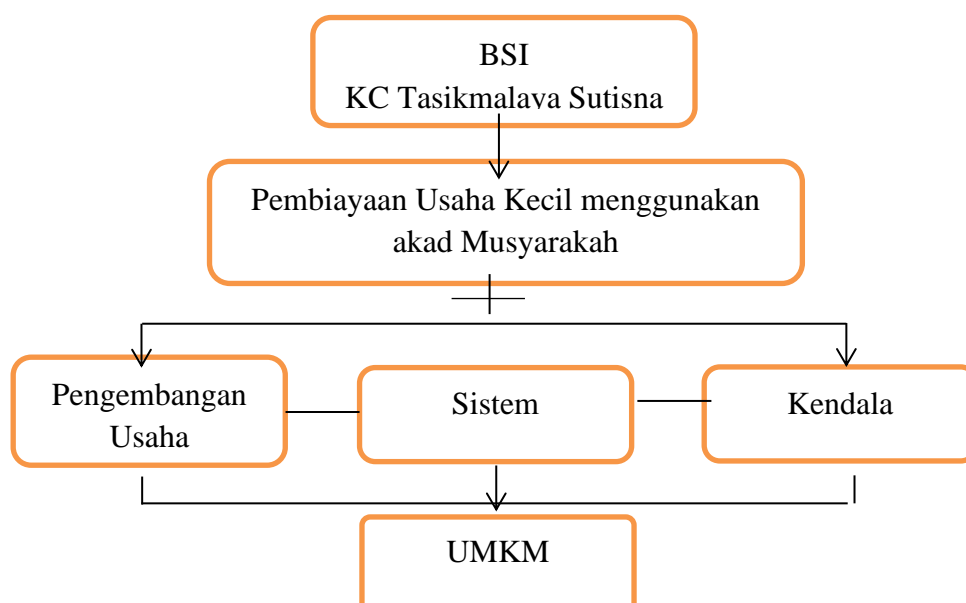 BSI
KC Tasikmalaya Sutisna
Pembiayaan Usaha Kecil menggunakan
akad Musyarakah
Pengembangan
Usaha
Sistem
Kendala
UMKM